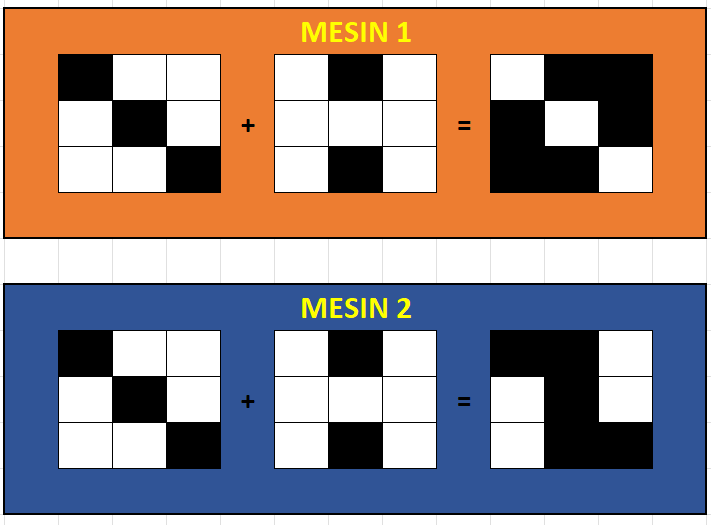 MESIN 1
+ =
MESIN 2
+ =